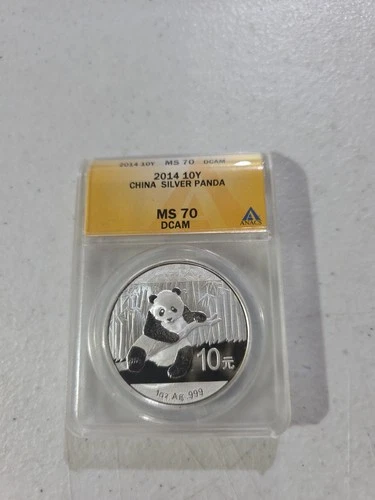 2014 10Y MS 70 DCAM
2014 10Y
CHINA SILVER PANDA
MS 70
DCAM
ANACS
10元
1oz Ag .999